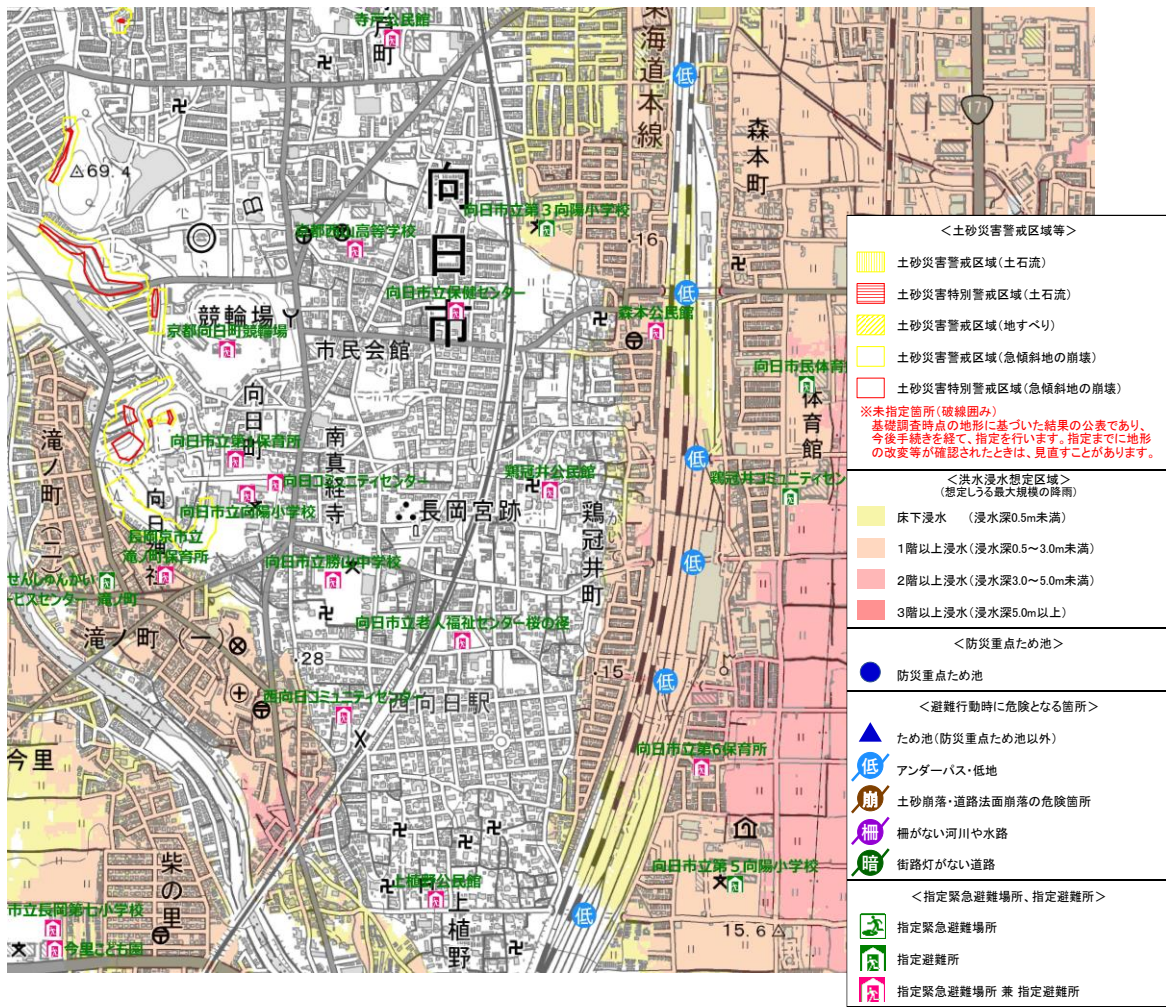 寺戸公民館
戸町
東海道本線
低
171
森本町
69.4
向日市
向日市立第3向陽小学校
京都西山高等学校
・16
向日市立保健センター
低
森本公民館
競輪場
京都向日町競輪場
市民会館
向日市民体育
体育館
向日町
滝ノ町(二)
南真経寺
向日市立第1保育所
低
鶏冠井公民館
向日コミュニティセンター
鶏冠井コミュニティセン
向日市立向陽小学校
長岡宮跡
向日神社
鶏冠井町
かいで
長岡京市立
滝ノ町保育所
向日市立勝山中学校
低
せんしゅんかい
ービスセンター 滝ノ町
向日市立老人福祉センター桜の径
滝ノ町(一)
・28
・15
低
西向日コミュニティセンター
西向日駅
今里
向日市立第6保育所
柴の里
向日市立第5向陽小学校
上植野公民館
上植野
市立長岡第七小学校
低
15.6
今里こども園
<土砂災害警戒区域等>
土砂災害警戒区域(土石流)
土砂災害特別警戒区域(土石流)
土砂災害警戒区域(地すべり)
土砂災害警戒区域(急傾斜地の崩壊)
土砂災害特別警戒区域(急傾斜地の崩壊)
※未指定箇所(破線囲み)
基礎調査時点の地形に基づいた結果の公表であり、
今後手続きを経て、指定を行います。指定までに地形
の改変等が確認されたときは、見直すことがあります。
<洪水浸水想定区域>
(想定しうる最大規模の降雨)
床下浸水 (浸水深0.5m未満)
1階以上浸水(浸水深0.5~3.0m未満)
2階以上浸水(浸水深3.0~5.0m未満)
3階以上浸水(浸水深5.0m以上)
<防災重点ため池>
防災重点ため池
<避難行動時に危険となる箇所>
ため池(防災重点ため池以外)
低 アンダーパス・低地
崩 土砂崩落・道路法面崩落の危険箇所
柵 柵がない河川や水路
暗 街路灯がない道路
<指定緊急避難場所、指定避難所>
指定緊急避難場所
指定避難所
指定緊急避難場所 兼 指定避難所